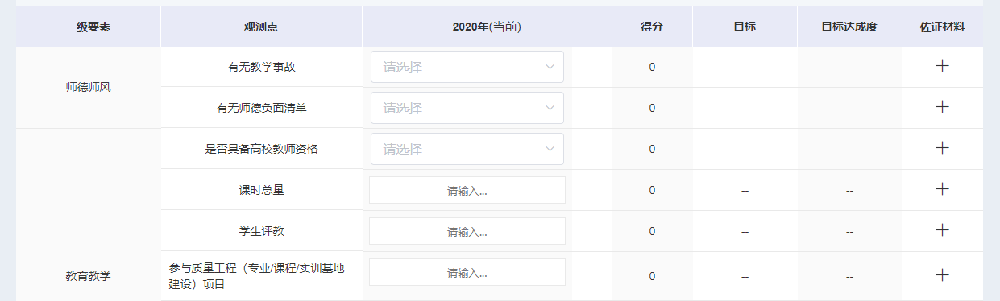 一级要素 观测点 2020年(当前) 得分 目标 目标达成度 佐证材料
师德师风
有无教学事故 请选择 0 -- --
有无师德负面清单 请选择 0 -- --
是否具备高校教师资格 请选择 0 -- --
课时总量 请输入... 0 -- --
学生评教 请输入... 0 -- --
教育教学
参与质量工程（专业/课程/实训基地
建设）项目
请输入... 0 -- --